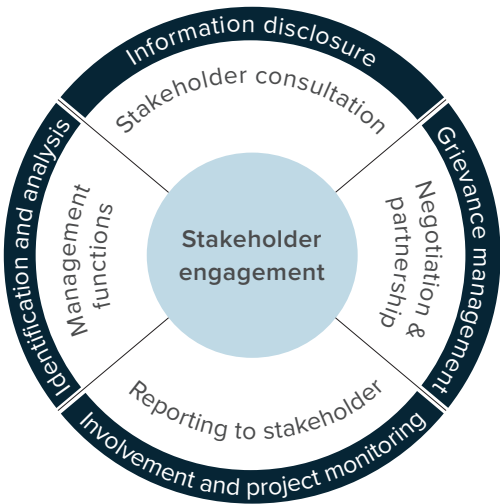 Information disclosure
Stakeholder consultation
Identification and analysis
Management
functions
Stakeholder
engagement
Negotiation &
partnership
Grievance management
Reporting to stakeholder
Involvement and project monitoring